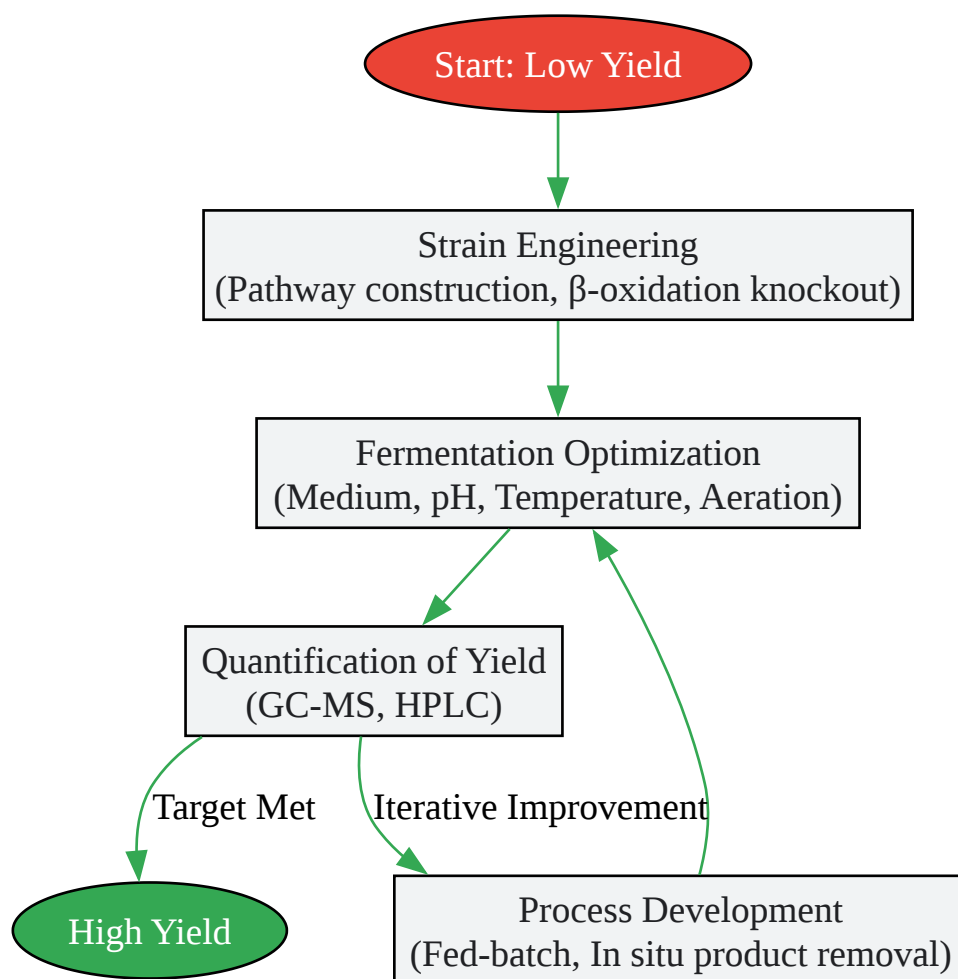 Start: Low Yield
Strain Engineering
(Pathway construction, β-oxidation knockout)
Fermentation Optimization
(Medium, pH, Temperature, Aeration)
Quantification of Yield
(GC-MS, HPLC)
Target Met
Iterative Improvement
High Yield
Process Development
(Fed-batch, In situ product removal)